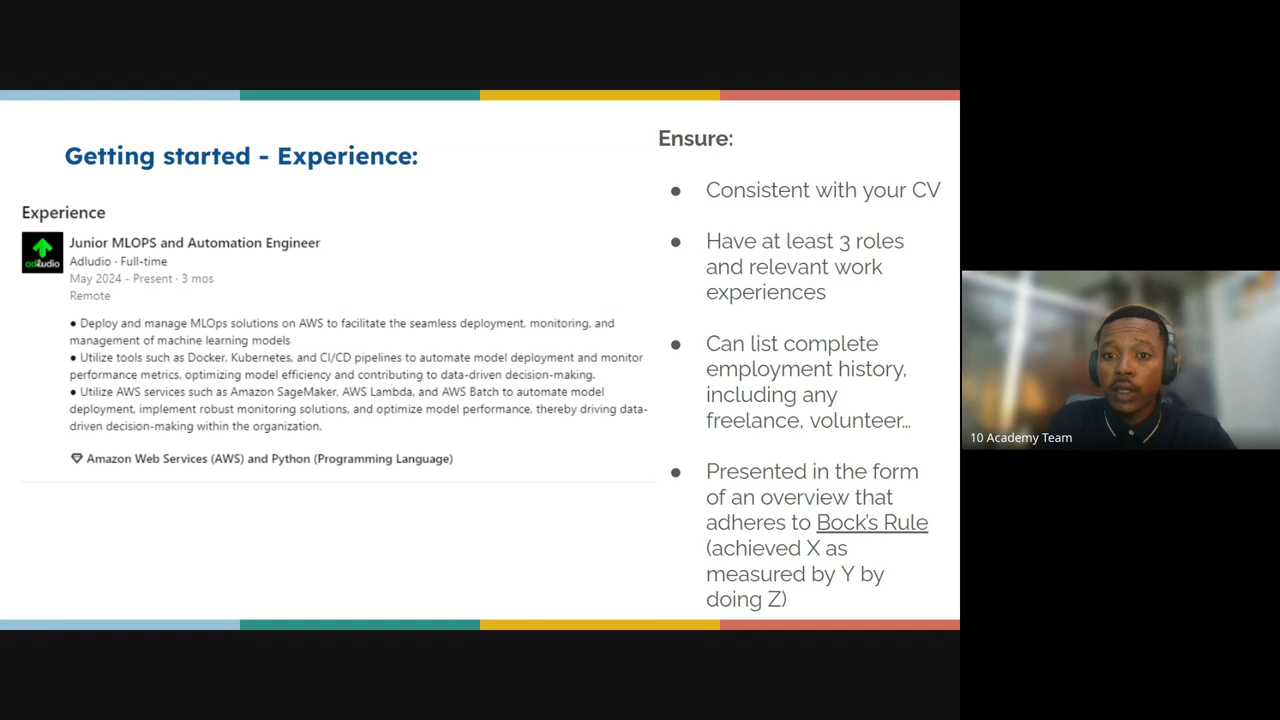 Getting started - Experience:
Experience
adludio
Junior MLOPS and Automation Engineer
Adludio · Full-time
May 2024 - Present · 3 mos
Remote
● Deploy and manage MLOps solutions on AWS to facilitate the seamless deployment, monitoring, and
management of machine learning models
● Utilize tools such as Docker, Kubernetes, and CI/CD pipelines to automate model deployment and monitor
performance metrics, optimizing model efficiency and contributing to data-driven decision-making.
● Utilize AWS services such as Amazon SageMaker, AWS Lambda, and AWS Batch to automate model
deployment, implement robust monitoring solutions, and optimize model performance, thereby driving data-
driven decision-making within the organization.
Amazon Web Services (AWS) and Python (Programming Language)
Ensure:
● Consistent with your CV
● Have at least 3 roles
and relevant work
experiences
● Can list complete
employment history,
including any
freelance, volunteer…
● Presented in the form
of an overview that
adheres to Bock's Rule
(achieved X as
measured by Y by
doing Z)
10 Academy Team